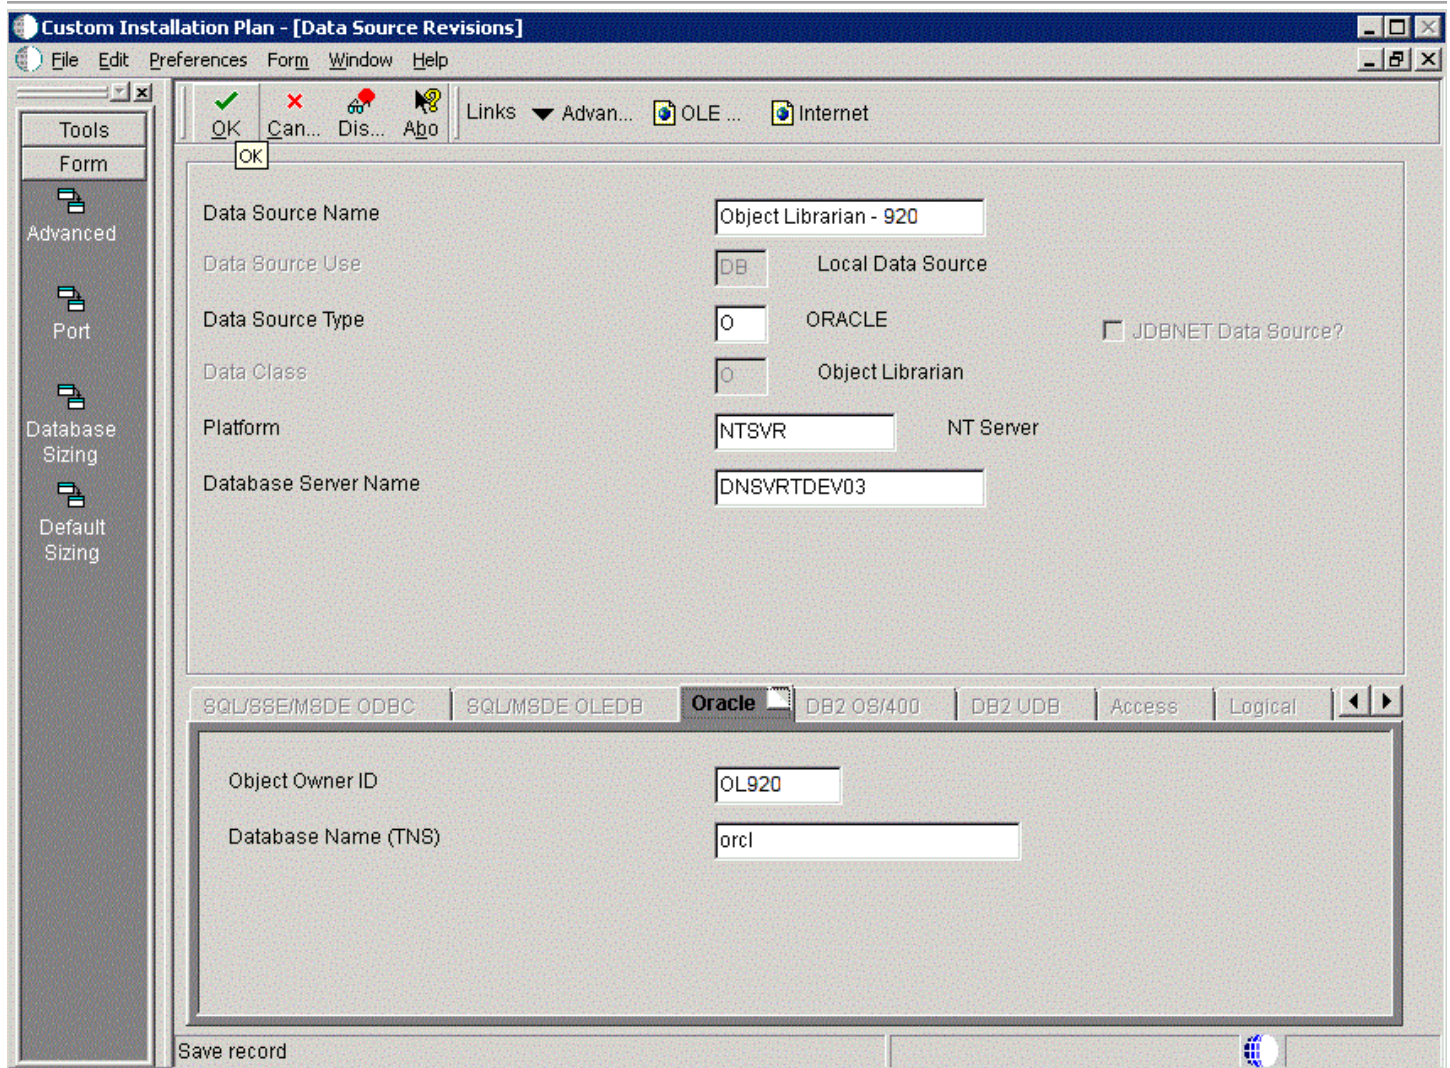 Custom Installation Plan - [Data Source Revisions]
File Edit Preferences Form Window Help
Tools
Form
Advanced
Port
Database
Sizing
Default
Sizing
OK Can... Dis... Abo Links Advan... OLE ... Internet
OK
Data Source Name Object Librarian - 920
Data Source Use DB Local Data Source
Data Source Type O ORACLE JDBNET Data Source?
Data Class O Object Librarian
Platform NTSVR NT Server
Database Server Name DNSVRTDEV03
SQL/SSE/MSDE ODBC SQL/MSDE OLEDB Oracle DB2 OS/400 DB2 UDB Access Logical
Object Owner ID OL920
Database Name (TNS) orcl
Save record